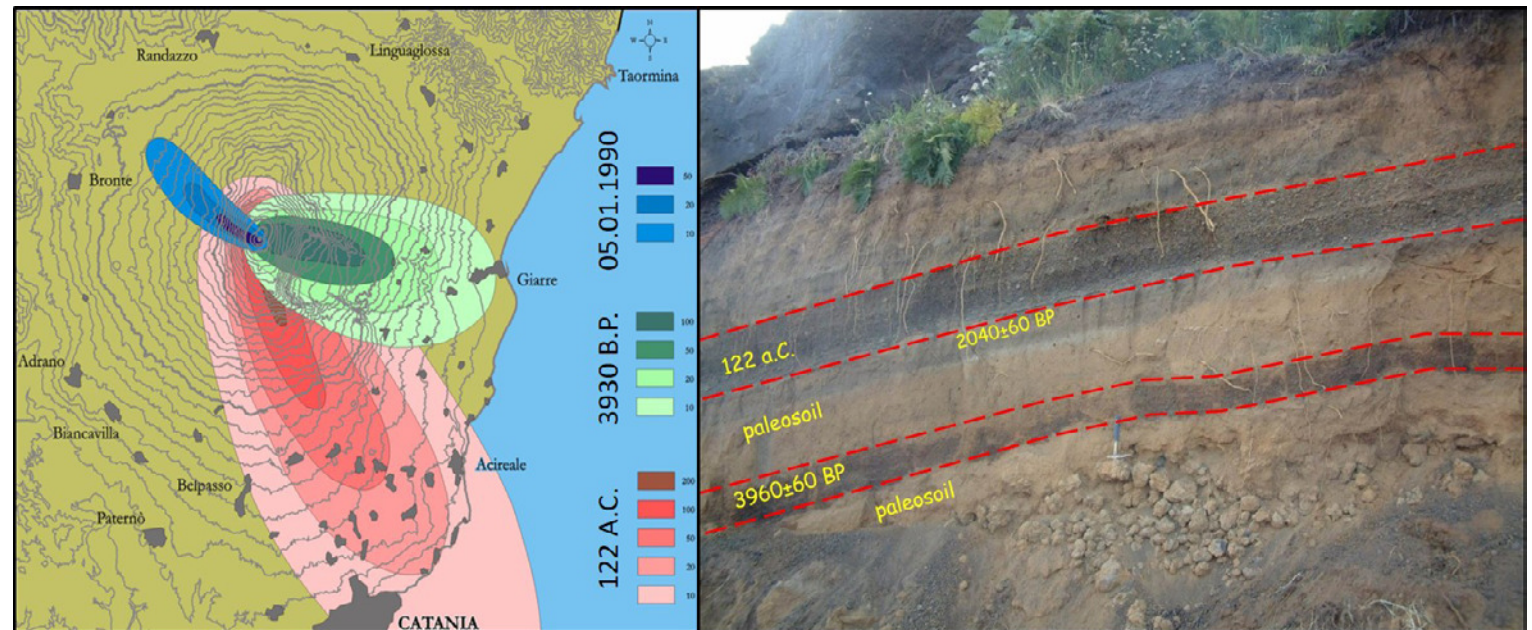 N
W
E
S
Randazzo
Linguaglossa
Taormina
Bronte
Giarre
Adrano
Biancavilla
Belpasso
Acireale
Paternò
CATANIA
05.01.1990
50
20
10
3930 B.P.
100
50
20
10
122 A.C.
200
100
50
20
10
122 a.C.
2040±60 BP
paleosoil
3960±60 BP
paleosoil